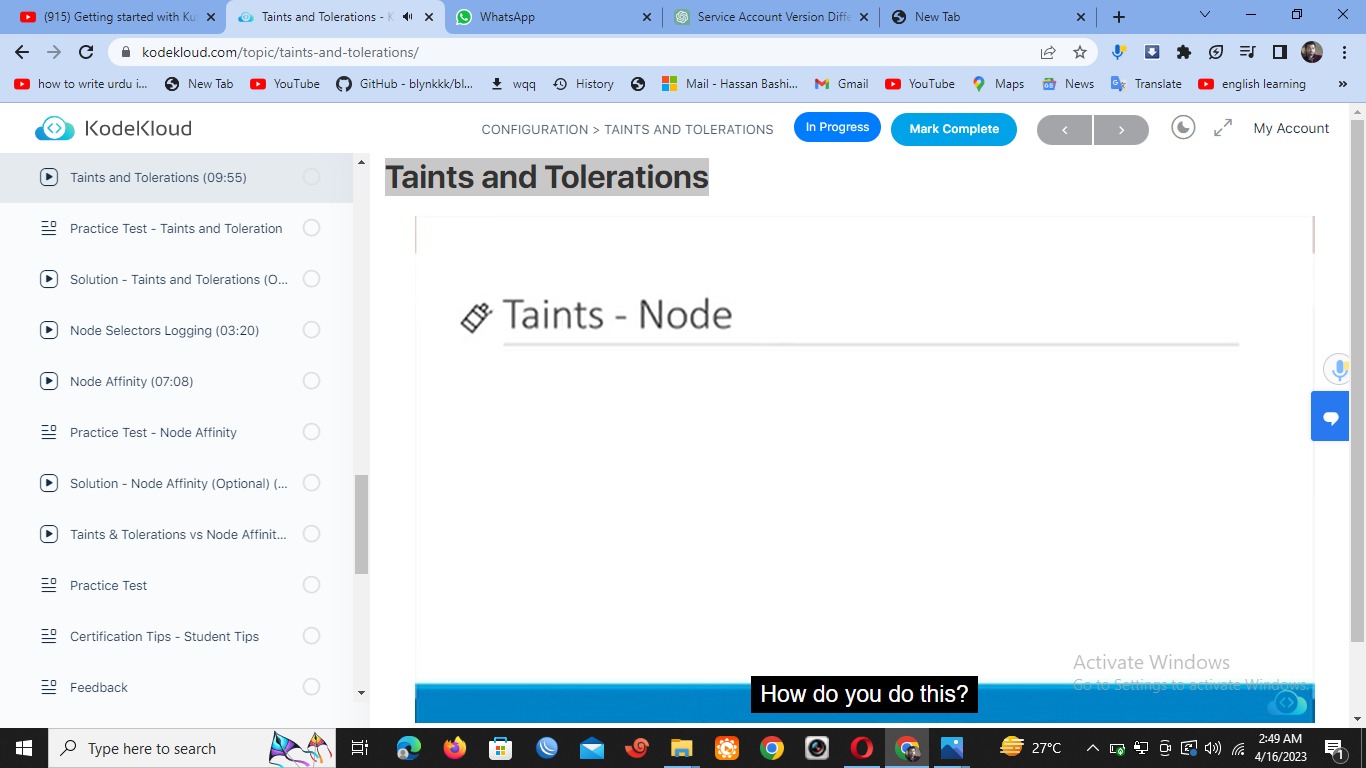 (915) Getting started with Ku
Taints and Tolerations - K
WhatsApp
Service Account Version Diffe
New Tab
kodekloud.com/topic/taints-and-tolerations/
how to write urdu i...
New Tab
YouTube
GitHub - blynkkk/bl...
wqq
History
Mail - Hassan Bashi...
Gmail
YouTube
Maps
News
Translate
english learning
»
KodeKloud
CONFIGURATION > TAINTS AND TOLERATIONS
In Progress
Mark Complete
<
>
My Account
Taints and Tolerations (09:55)
Practice Test - Taints and Toleration
Solution - Taints and Tolerations (O...
Node Selectors Logging (03:20)
Node Affinity (07:08)
Practice Test - Node Affinity
Solution - Node Affinity (Optional) (...
Taints & Tolerations vs Node Affinit...
Practice Test
Certification Tips - Student Tips
Feedback
Taints and Tolerations
Taints - Node
How do you do this?
Activate Windows
Go to Settings to activate Windows.
Type here to search
27°C
2:49 AM
4/16/2023
1